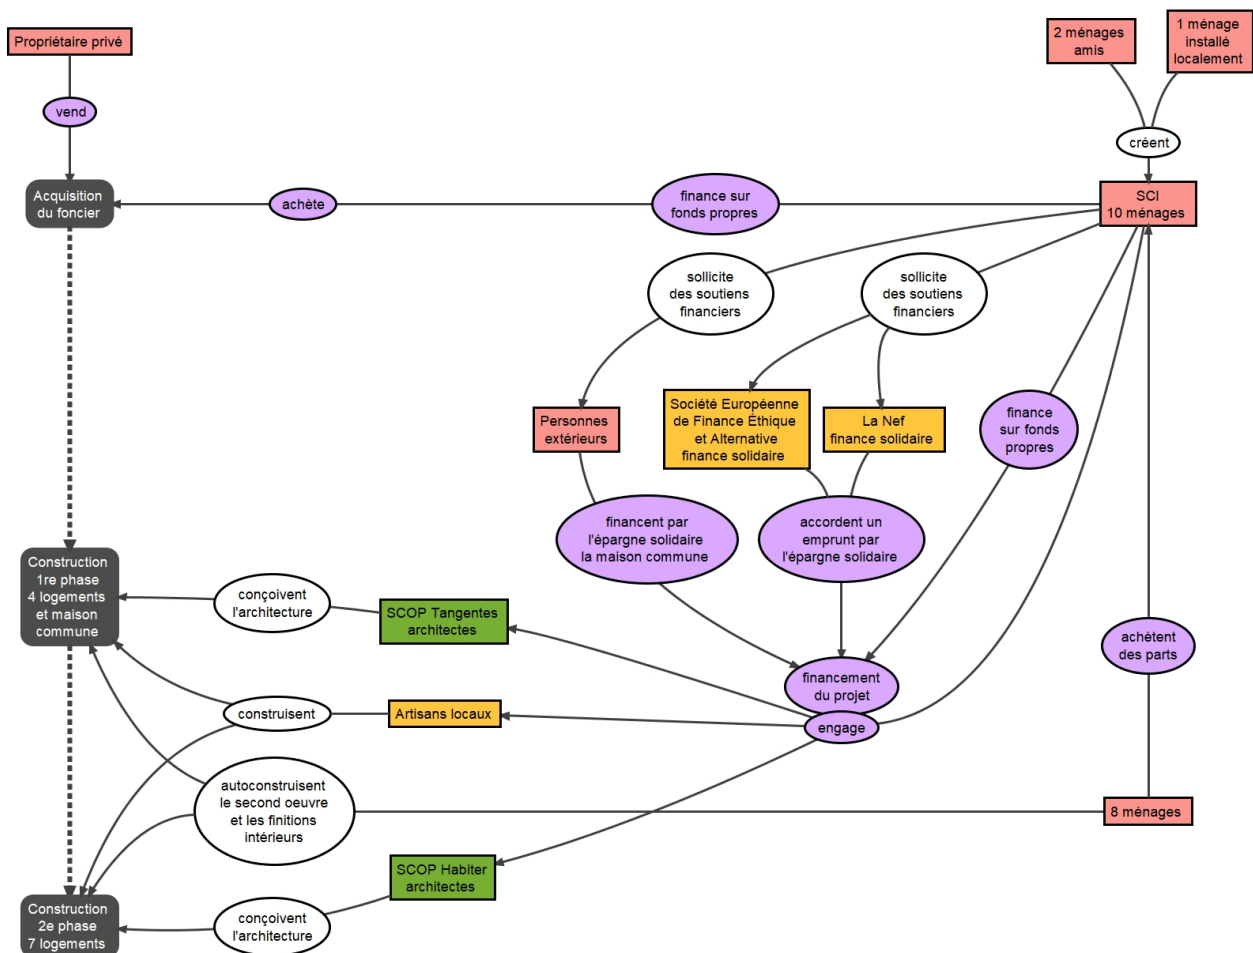 Propriétaire privé
2 ménages
amis
1 ménage
installé
localement
vend
créent
Acquisition
du foncier
achète
finance sur
fonds propres
SCI
10 ménages
sollicite
des soutiens
financiers
sollicite
des soutiens
financiers
Personnes
extérieurs
Société Européenne
de Finance Éthique
et Alternative
finance solidaire
La Nef
finance solidaire
finance
sur fonds
propres
financent par
l'épargne solidaire
la maison commune
accordent un
emprunt par
l'épargne solidaire
Construction
1re phase
4 logements
et maison
commune
conçoivent
l'architecture
SCOP Tangentes
architectes
achètent
des parts
financement
du projet
construisent
Artisans locaux
engage
autoconstruisent
le second oeuvre
et les finitions
intérieurs
8 ménages
SCOP Habiter
architectes
Construction
2e phase
7 logements
conçoivent
l'architecture